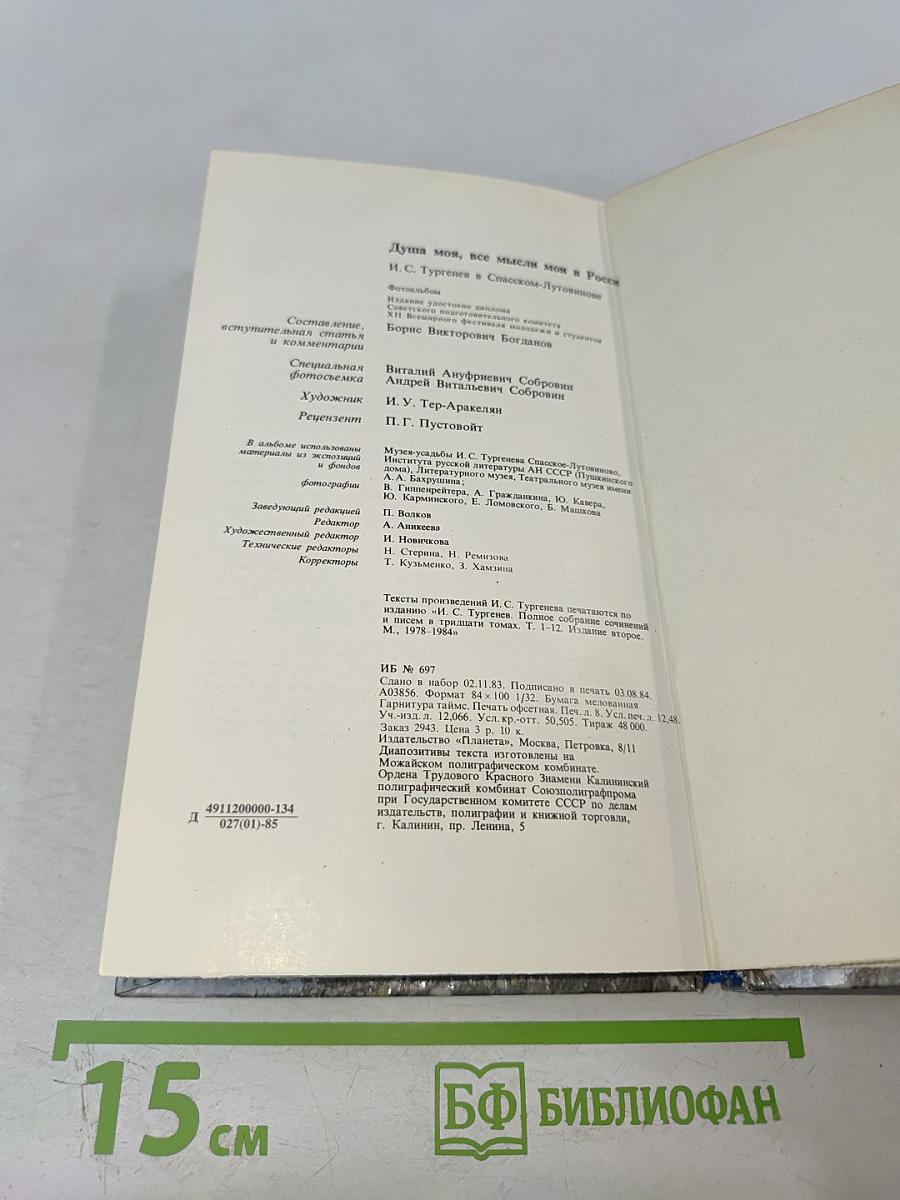 Душа моя, все мысли мои в Росси
И. С. Тургенев в Спасском-Лутовинове
Фотоальбом
Издание удостоено диплома
Советского подготовительного комитета
XII Всемирного фестиваля молодежи и студентов
Составление,
вступительная статья
и комментарии
Борис Викторович Богданов
Специальная
фотосъемка
Виталий Ануфриевич Собровин
Андрей Витальевич Собровин
Художник И. У. Тер-Аракелян
Рецензент П. Г. Пустовойт
В альбоме использованы
материалы из экспозиций
и фондов
Музея-усадьбы И. С. Тургенева Спасское-Лутовиново,
Института русской литературы АН СССР (Пушкинского
дома), Литературного музея, Театрального музея имени
А. А. Бахрушина;
фотографии В. Гиппенрейтера, А. Гражданкина, Ю. Кавера,
Ю. Карминского, Е. Ломовского, Б. Машкова
Заведующий редакцией П. Волков
Редактор А. Аникеева
Художественный редактор И. Новичкова
Технические редакторы Н. Стерина, Н. Ремизова
Корректоры Т. Кузьменко, З. Хамзина
Тексты произведений И. С. Тургенева печатаются по
изданию «И. С. Тургенев. Полное собрание сочинений
и писем в тридцати томах. Т. 1–12. Издание второе.
М., 1978–1984»
ИБ № 697
Сдано в набор 02.11.83. Подписано в печать 03.08.84.
А03856. Формат 84 × 100 1/32. Бумага мелованная.
Гарнитура таймс. Печать офсетная. Печ. л. 8. Усл. печ. л. 12,48.
Уч.-изд. л. 12,066. Усл. кр.-отт. 50,505. Тираж 48 000.
Заказ 2943. Цена 3 р. 10 к.
Издательство «Планета», Москва, Петровка, 8/11
Диапозитивы текста изготовлены на
Можайском полиграфическом комбинате.
Ордена Трудового Красного Знамени Калининский
полиграфический комбинат Союзполиграфпрома
при Государственном комитете СССР по делам
издательств, полиграфии и книжной торговли,
г. Калинин, пр. Ленина, 5
Д 4911200000-134
027(01)-85
15 см
БФ БИБЛИОФАН